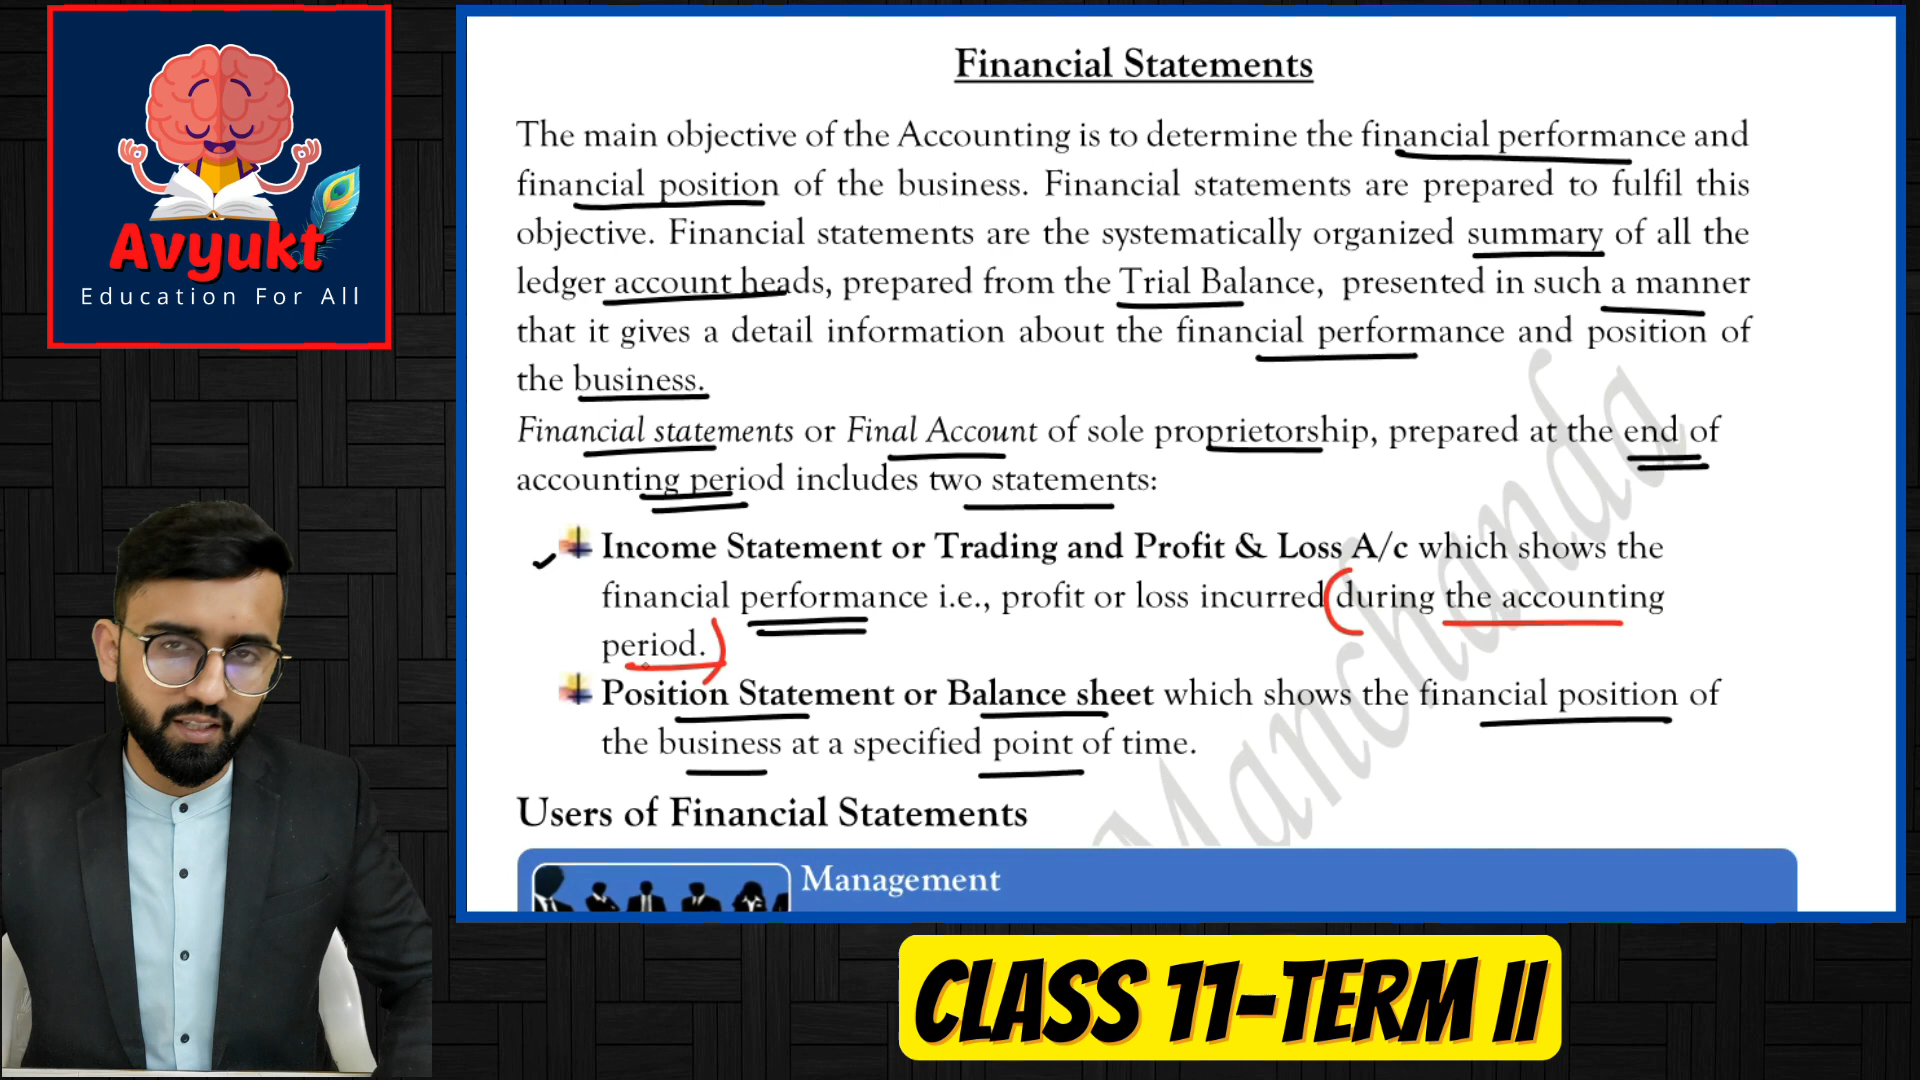 Avyukt
Education For All
Financial Statements
The main objective of the Accounting is to determine the financial performance and
financial position of the business. Financial statements are prepared to fulfil this
objective. Financial statements are the systematically organized summary of all the
ledger account heads, prepared from the Trial Balance, presented in such a manner
that it gives a detail information about the financial performance and position of
the business.
Financial statements or Final Account of sole proprietorship, prepared at the end of
accounting period includes two statements:
Income Statement or Trading and Profit & Loss A/c which shows the
financial performance i.e., profit or loss incurred during the accounting
period.
Position Statement or Balance sheet which shows the financial position of
the business at a specified point of time.
Users of Financial Statements
Management
Manchanda
CLASS 11-TERM II